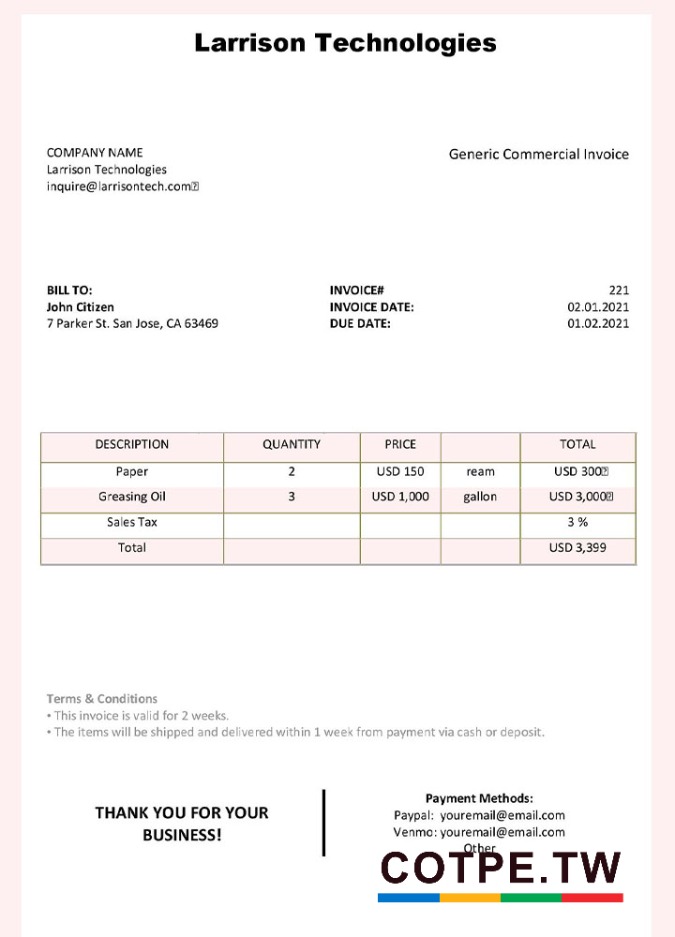 Larrison Technologies
COMPANY NAME
Larrison Technologies
inquire@larrisontech.com
Generic Commercial Invoice
BILL TO:
John Citizen
7 Parker St. San Jose, CA 63469
INVOICE# 221
INVOICE DATE: 02.01.2021
DUE DATE: 01.02.2021
DESCRIPTION QUANTITY PRICE TOTAL
Paper 2 USD 150 ream USD 300
Greasing Oil 3 USD 1,000 gallon USD 3,000
Sales Tax 3 %
Total USD 3,399
Terms & Conditions
• This invoice is valid for 2 weeks.
• The items will be shipped and delivered within 1 week from payment via cash or deposit.
THANK YOU FOR YOUR
BUSINESS!
Payment Methods:
Paypal: youremail@email.com
Venmo: youremail@email.com
Other
COTPE.TW